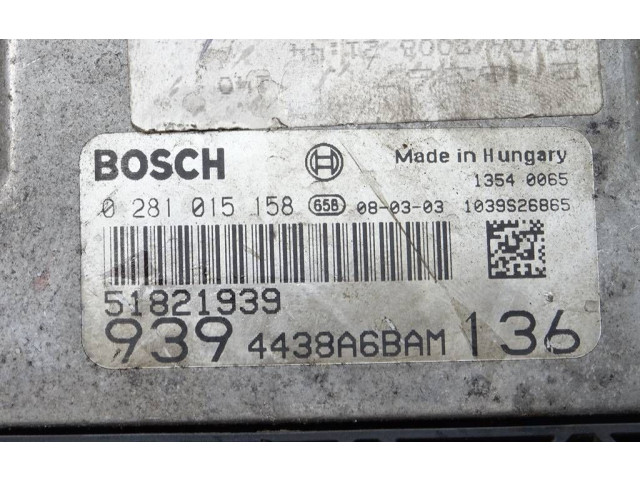 BOSCH Made in Hungary
1354 0065
0 281 015 158 65B 08-03-03 1039S26865
51821939
939 4438A6BAM 136